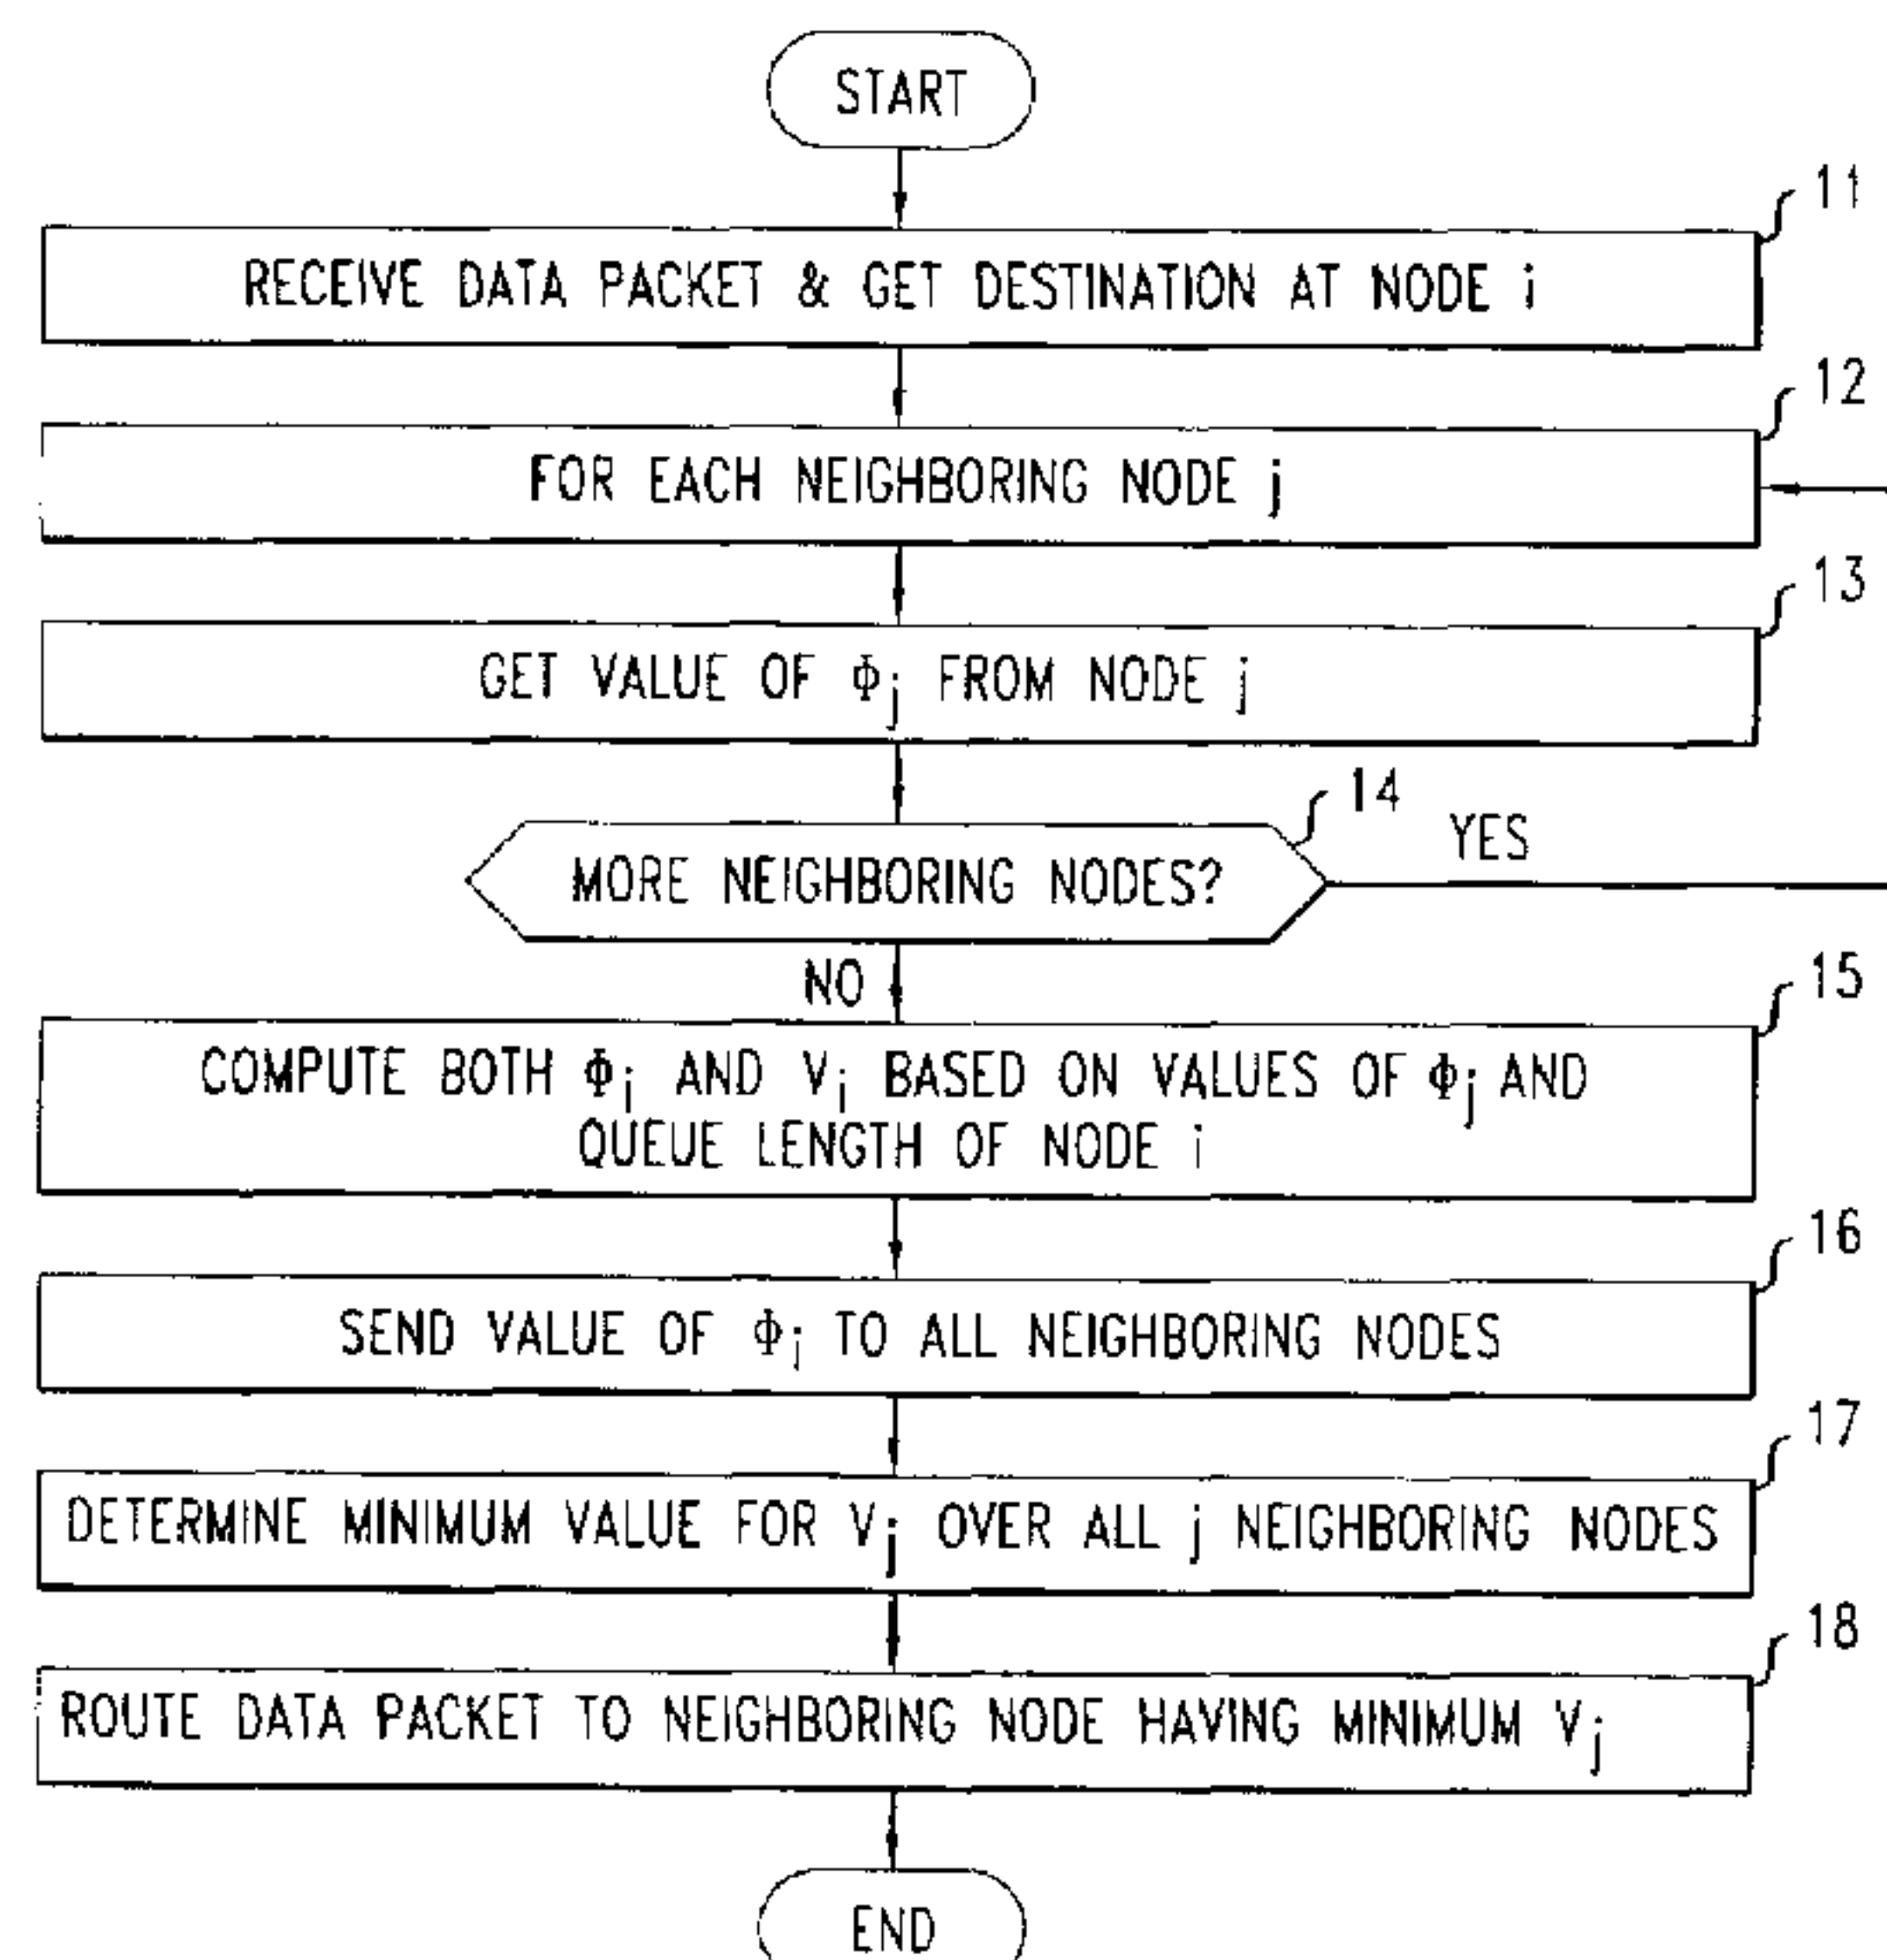 START
11
RECEIVE DATA PACKET & GET DESTINATION AT NODE i
12
FOR EACH NEIGHBORING NODE j
13
GET VALUE OF Φj FROM NODE j
14
MORE NEIGHBORING NODES?
YES
NO
15
COMPUTE BOTH Φi AND Vi BASED ON VALUES OF Φj AND
QUEUE LENGTH OF NODE i
16
SEND VALUE OF Φi TO ALL NEIGHBORING NODES
17
DETERMINE MINIMUM VALUE FOR Vj OVER ALL j NEIGHBORING NODES
18
ROUTE DATA PACKET TO NEIGHBORING NODE HAVING MINIMUM Vj
END